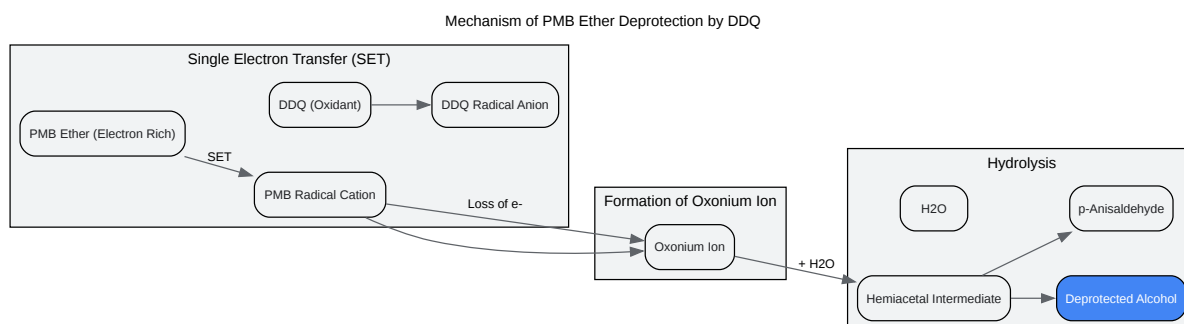 Mechanism of PMB Ether Deprotection by DDQ
Single Electron Transfer (SET)
DDQ (Oxidant)
DDQ Radical Anion
PMB Ether (Electron Rich)
SET
PMB Radical Cation
Loss of e-
Formation of Oxonium Ion
Oxonium Ion
+ H2O
Hydrolysis
H2O
p-Anisaldehyde
Hemiacetal Intermediate
Deprotected Alcohol